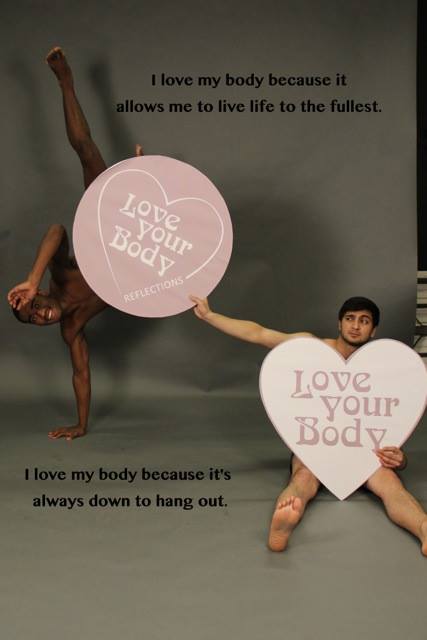 I love my body because it
allows me to live life to the fullest.
Love
your
Body
REFLECTIONS
Love
your
Body
I love my body because it's
always down to hang out.